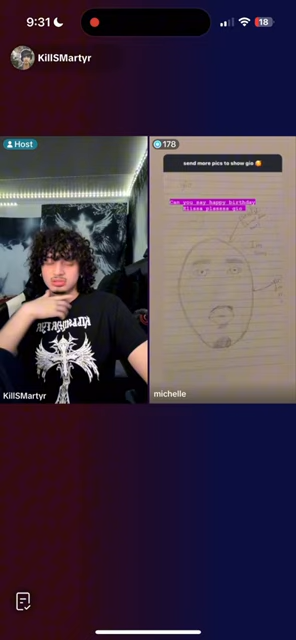 9:31
18
KillSMartyr
Host
178
send more pics to show gio 🥰
Can you say happy birthday
Elissa pleaseee gio
KillSMartyr
michelle